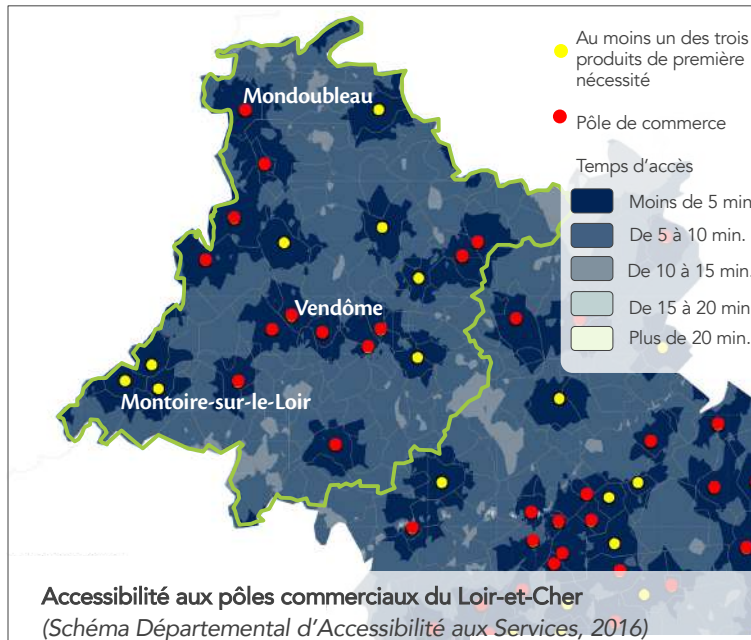 Au moins un des trois
produits de première
nécessité
Pôle de commerce
Temps d'accès
Moins de 5 min
De 5 à 10 min.
De 10 à 15 min.
De 15 à 20 min
Plus de 20 min.
Mondoubleau
Vendôme
Montoire-sur-le-Loir
Accessibilité aux pôles commerciaux du Loir-et-Cher
(Schéma Départemental d'Accessibilité aux Services, 2016)